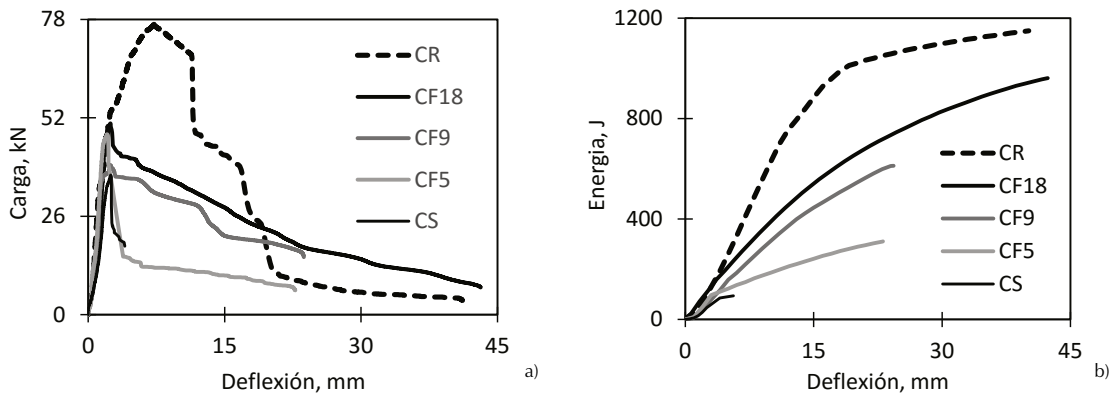 78
52
26
0
Carga, kN
CR
CF18
CF9
CF5
CS
0
15
30
45
Deflexión, mm
a)
1200
800
400
0
Energia, J
CR
CF18
CF9
CF5
CS
0
15
30
45
Deflexión, mm
b)